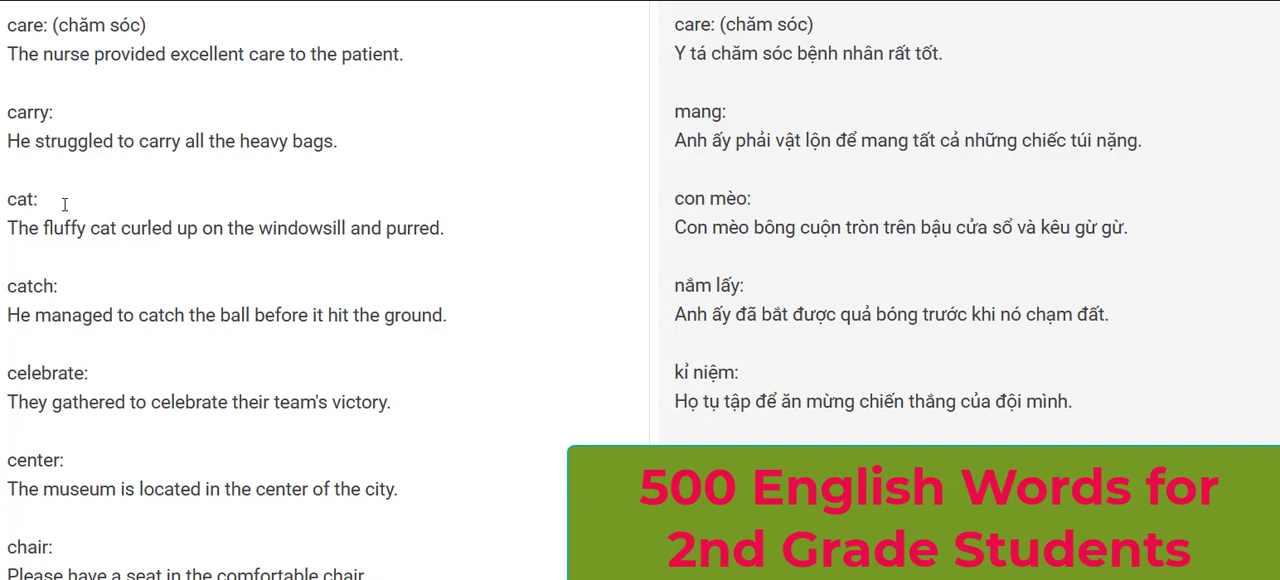 care: (chăm sóc)
The nurse provided excellent care to the patient.
carry:
He struggled to carry all the heavy bags.
cat:
The fluffy cat curled up on the windowsill and purred.
catch:
He managed to catch the ball before it hit the ground.
celebrate:
They gathered to celebrate their team's victory.
center:
The museum is located in the center of the city.
chair:
Please have a seat in the comfortable chair
care: (chăm sóc)
Y tá chăm sóc bệnh nhân rất tốt.
mang:
Anh ấy phải vật lộn để mang tất cả những chiếc túi nặng.
con mèo:
Con mèo bông cuộn tròn trên bậu cửa sổ và kêu gừ gừ.
nắm lấy:
Anh ấy đã bắt được quả bóng trước khi nó chạm đất.
kỉ niệm:
Họ tụ tập để ăn mừng chiến thắng của đội mình.
500 English Words for
2nd Grade Students